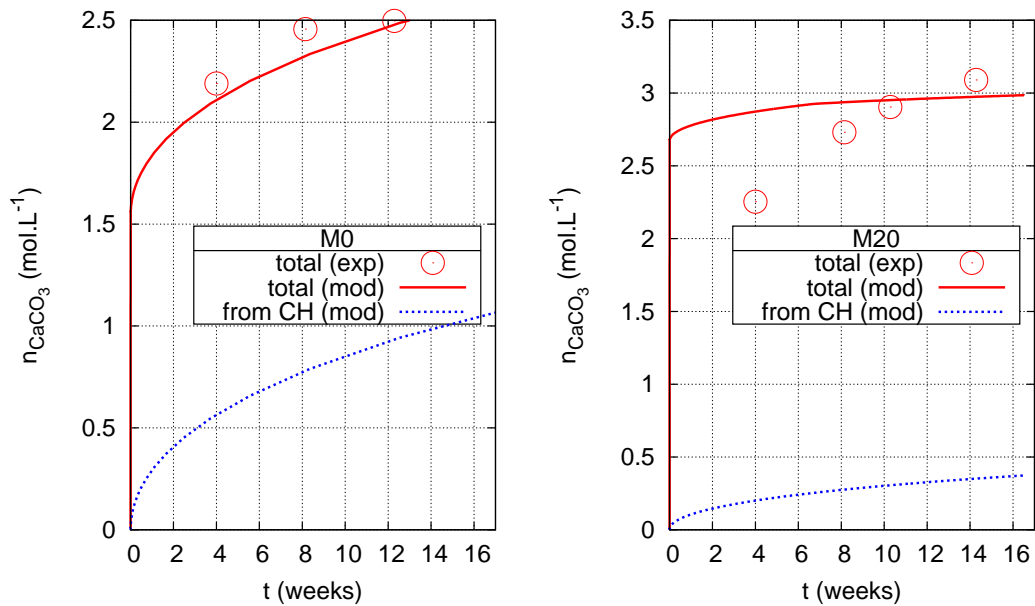 2.5
2
1.5
1
0.5
0
0 2 4 6 8 10 12 14 16
t (weeks)
n_CaCO₃ (mol.L⁻¹)
M0
total (exp)
total (mod)
from CH (mod)
3.5
3
2.5
2
1.5
1
0.5
0
0 2 4 6 8 10 12 14 16
t (weeks)
n_CaCO₃ (mol.L⁻¹)
M20
total (exp)
total (mod)
from CH (mod)